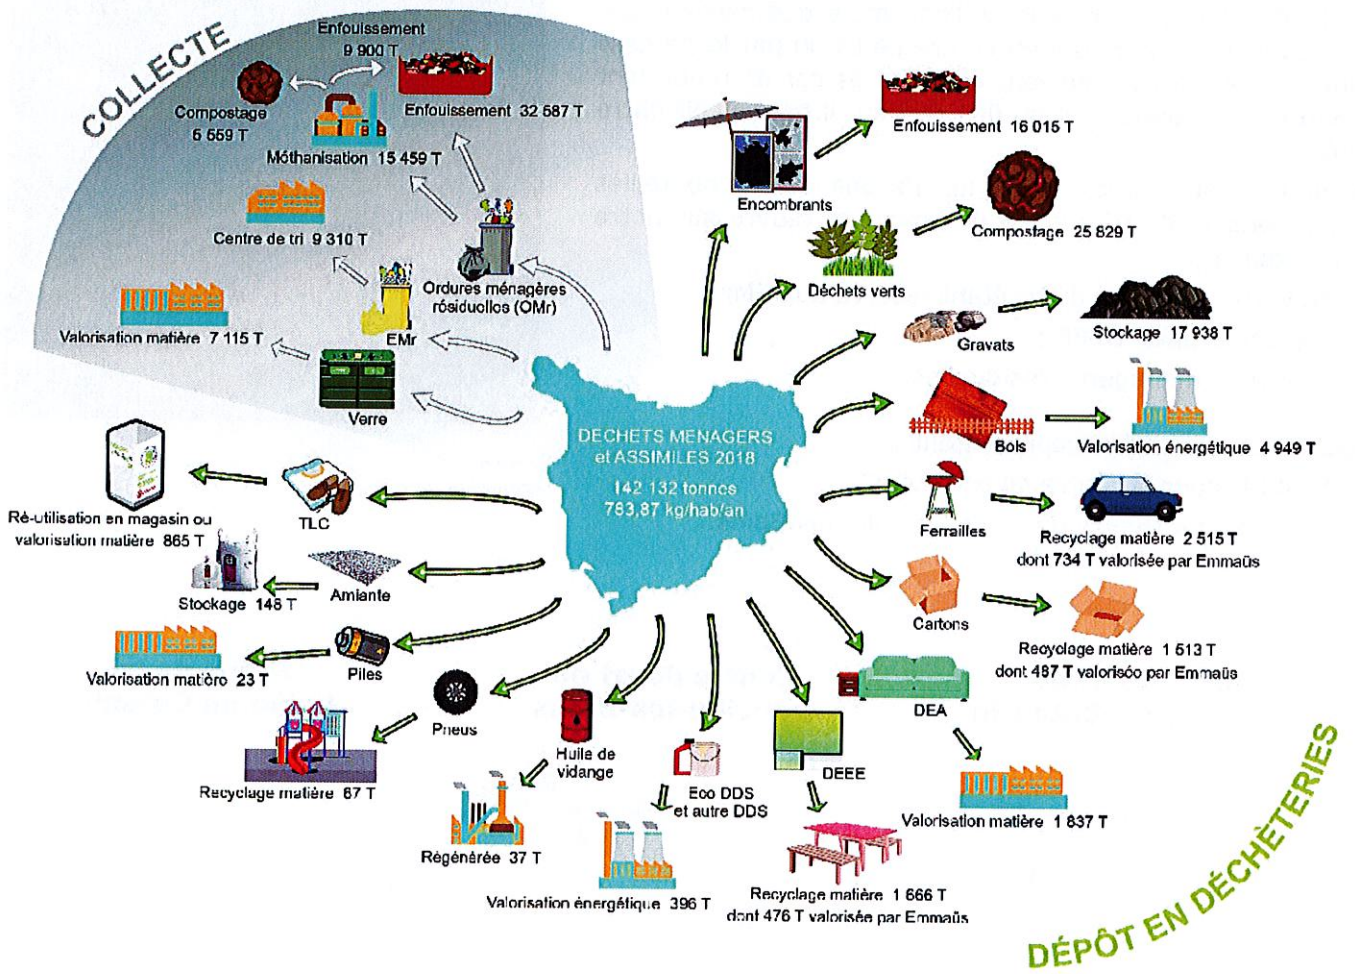 COLLECTE
Enfouissement
9 900 T
Compostage
5 559 T
Enfouissement 32 587 T
Méthanisation 15 459 T
Centre de tri 9 310 T
Ordures ménagères
résiduelles (OMr)
EMr
Valorisation matière 7 115 T
Verre
Encombrants
Enfouissement 16 015 T
Déchets verts
Compostage 25 829 T
Gravats
Stockage 17 938 T
Bois
Valorisation énergétique 4 949 T
Ferrailles
Recyclage matière 2 515 T
dont 734 T valorisée par Emmaüs
Cartons
Recyclage matière 1 513 T
dont 487 T valorisée par Emmaüs
DECHETS MENAGERS
et ASSIMILES 2018
142 132 tonnes
783,87 kg/hab/an
TLC
Ré-utilisation en magasin ou
valorisation matière 865 T
Amiante
Stockage 148 T
Piles
Valorisation matière 23 T
Pneus
Recyclage matière 67 T
Huile de
vidange
Régénérée 37 T
Eco DDS
et autre DDS
Valorisation énergétique 396 T
DEEE
Recyclage matière 1 666 T
dont 476 T valorisée par Emmaüs
DEA
Valorisation matière 1 837 T
DÉPÔT EN DÉCHÈTERIES